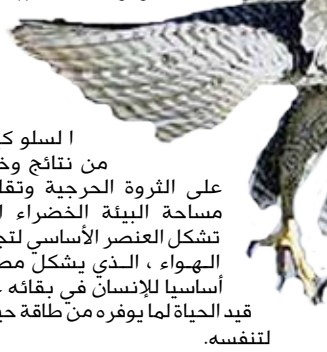 ا لسلو ك
من نتائج وخ
على الثروة الحرجية وتقل
مساحة البيئة الخضراء ا
تشكل العنصر الأساسي لتج
الـهـواء ، الـذي يشكل مص
أساسيا للإنسان في بقائه ع
قيد الحياة لما يوفره من طاقة حي
لتنفسه.